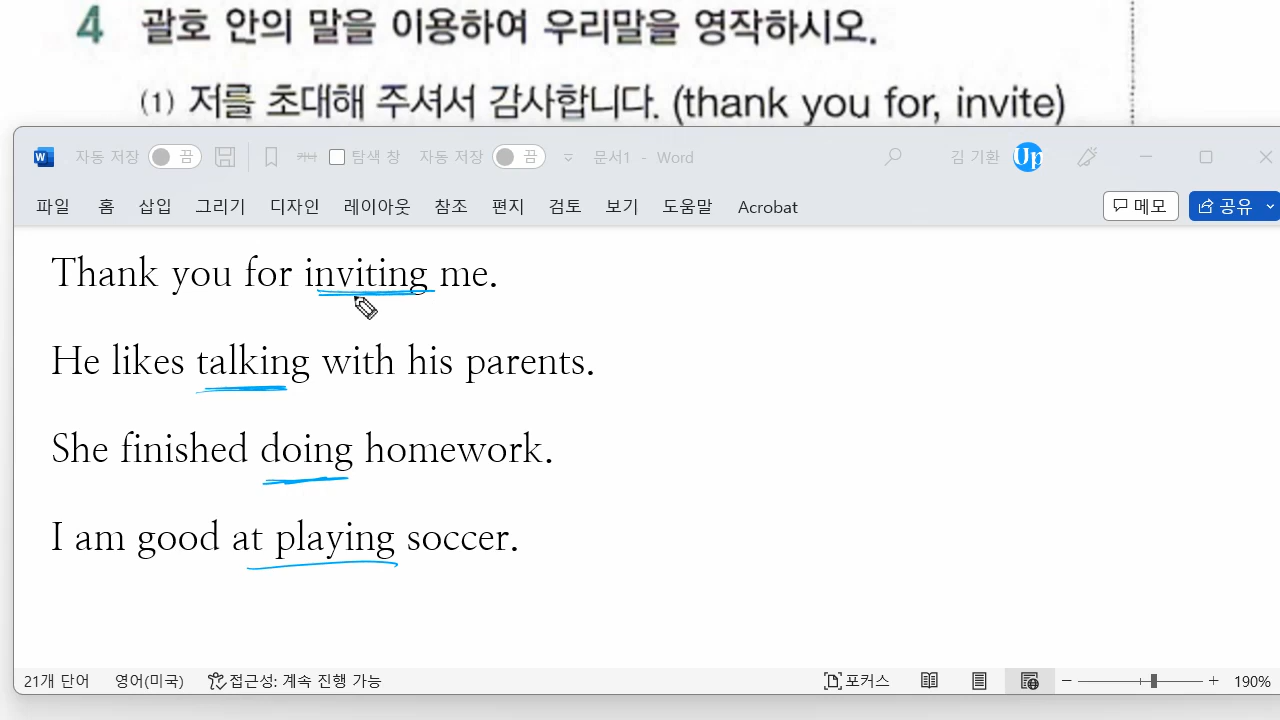 4 괄호 안의 말을 이용하여 우리말을 영작하시오.
(1) 저를 초대해 주셔서 감사합니다. (thank you for, invite)
자동 저장 끔 가나 탐색 창 자동 저장 끔 문서1 - Word 김 기환 Up
파일 홈 삽입 그리기 디자인 레이아웃 참조 편지 검토 보기 도움말 Acrobat 메모 공유
Thank you for inviting me.
He likes talking with his parents.
She finished doing homework.
I am good at playing soccer.
21개 단어 영어(미국) 접근성: 계속 진행 가능 포커스 190%